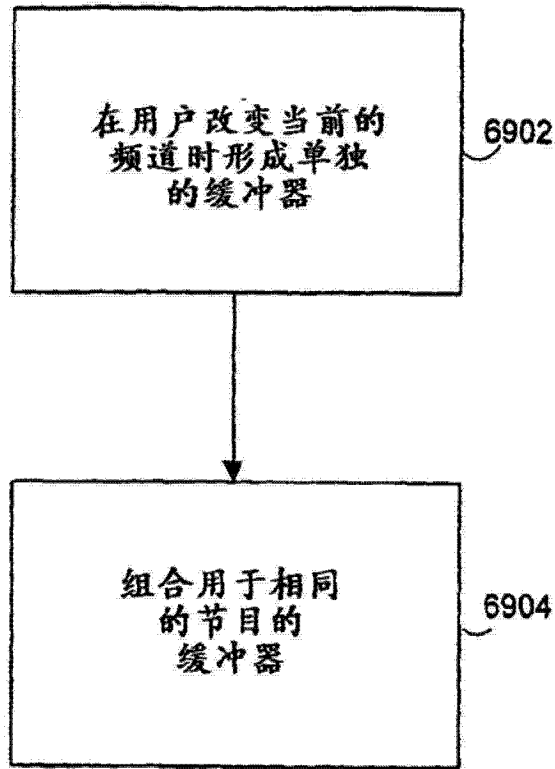 在用户改变当前的
频道时形成单独
的缓冲器
6902
组合用于相同
的节目的
缓冲器
6904